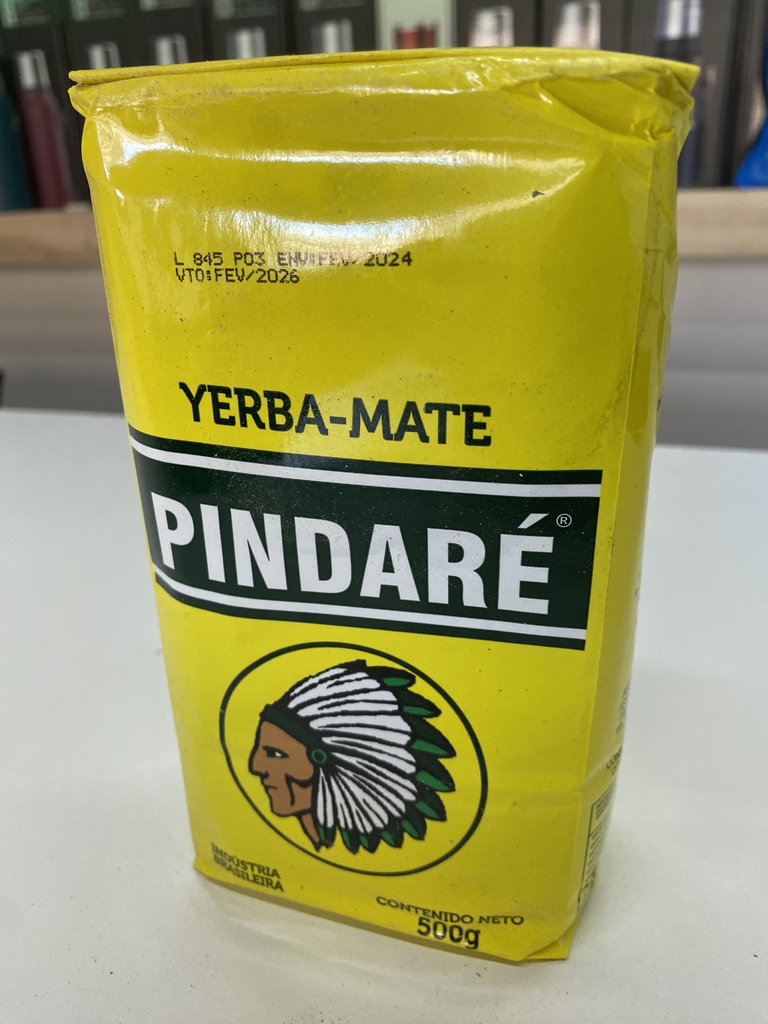 L 845 P03 ENV:FEV/2024
VTO:FEV/2026
YERBA-MATE
PINDARÉ®
INDÚSTRIA
BRASILEIRA
CONTENIDO NETO
500g